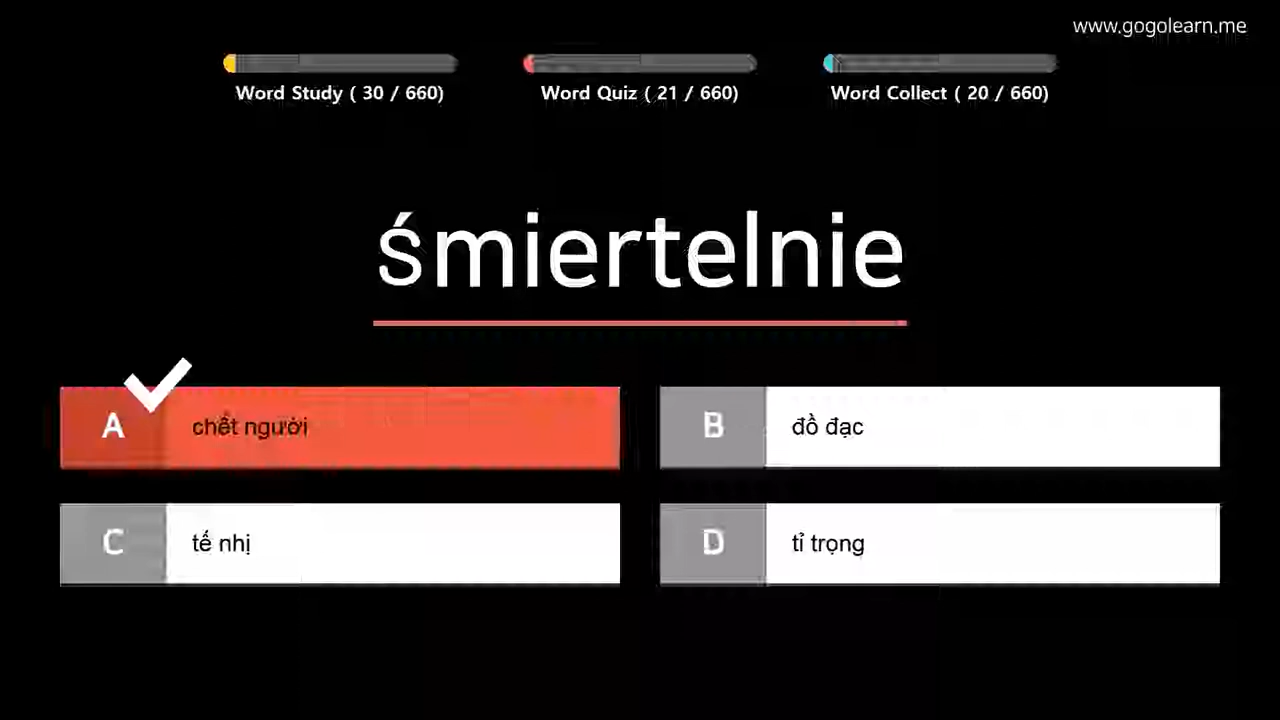 www.gogolearn.me
Word Study ( 30 / 660)
Word Quiz ( 21 / 660)
Word Collect ( 20 / 660)
śmiertelnie
A chết người
B đồ đạc
C tế nhị
D tỉ trọng